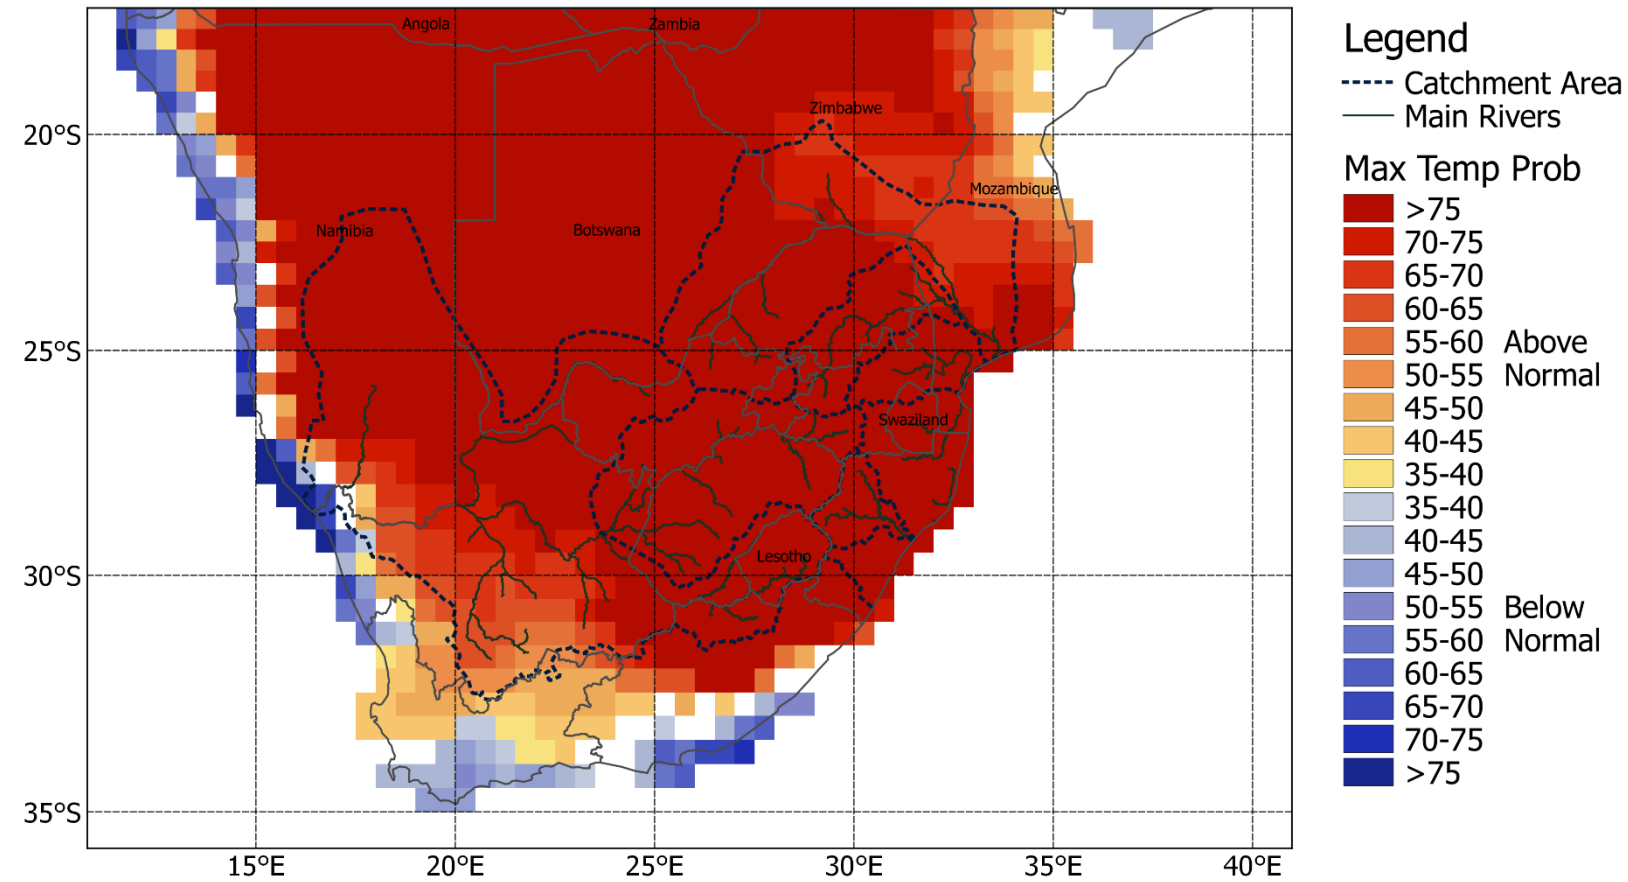 Angola
Zambia
Zimbabwe
Mozambique
Namibia
Botswana
Swaziland
Lesotho
20°S
25°S
30°S
35°S
15°E
20°E
25°E
30°E
35°E
40°E
Legend
Catchment Area
Main Rivers
Max Temp Prob
>75
70-75
65-70
60-65
55-60 Above
50-55 Normal
45-50
40-45
35-40
35-40
40-45
45-50
50-55 Below
55-60 Normal
60-65
65-70
70-75
>75